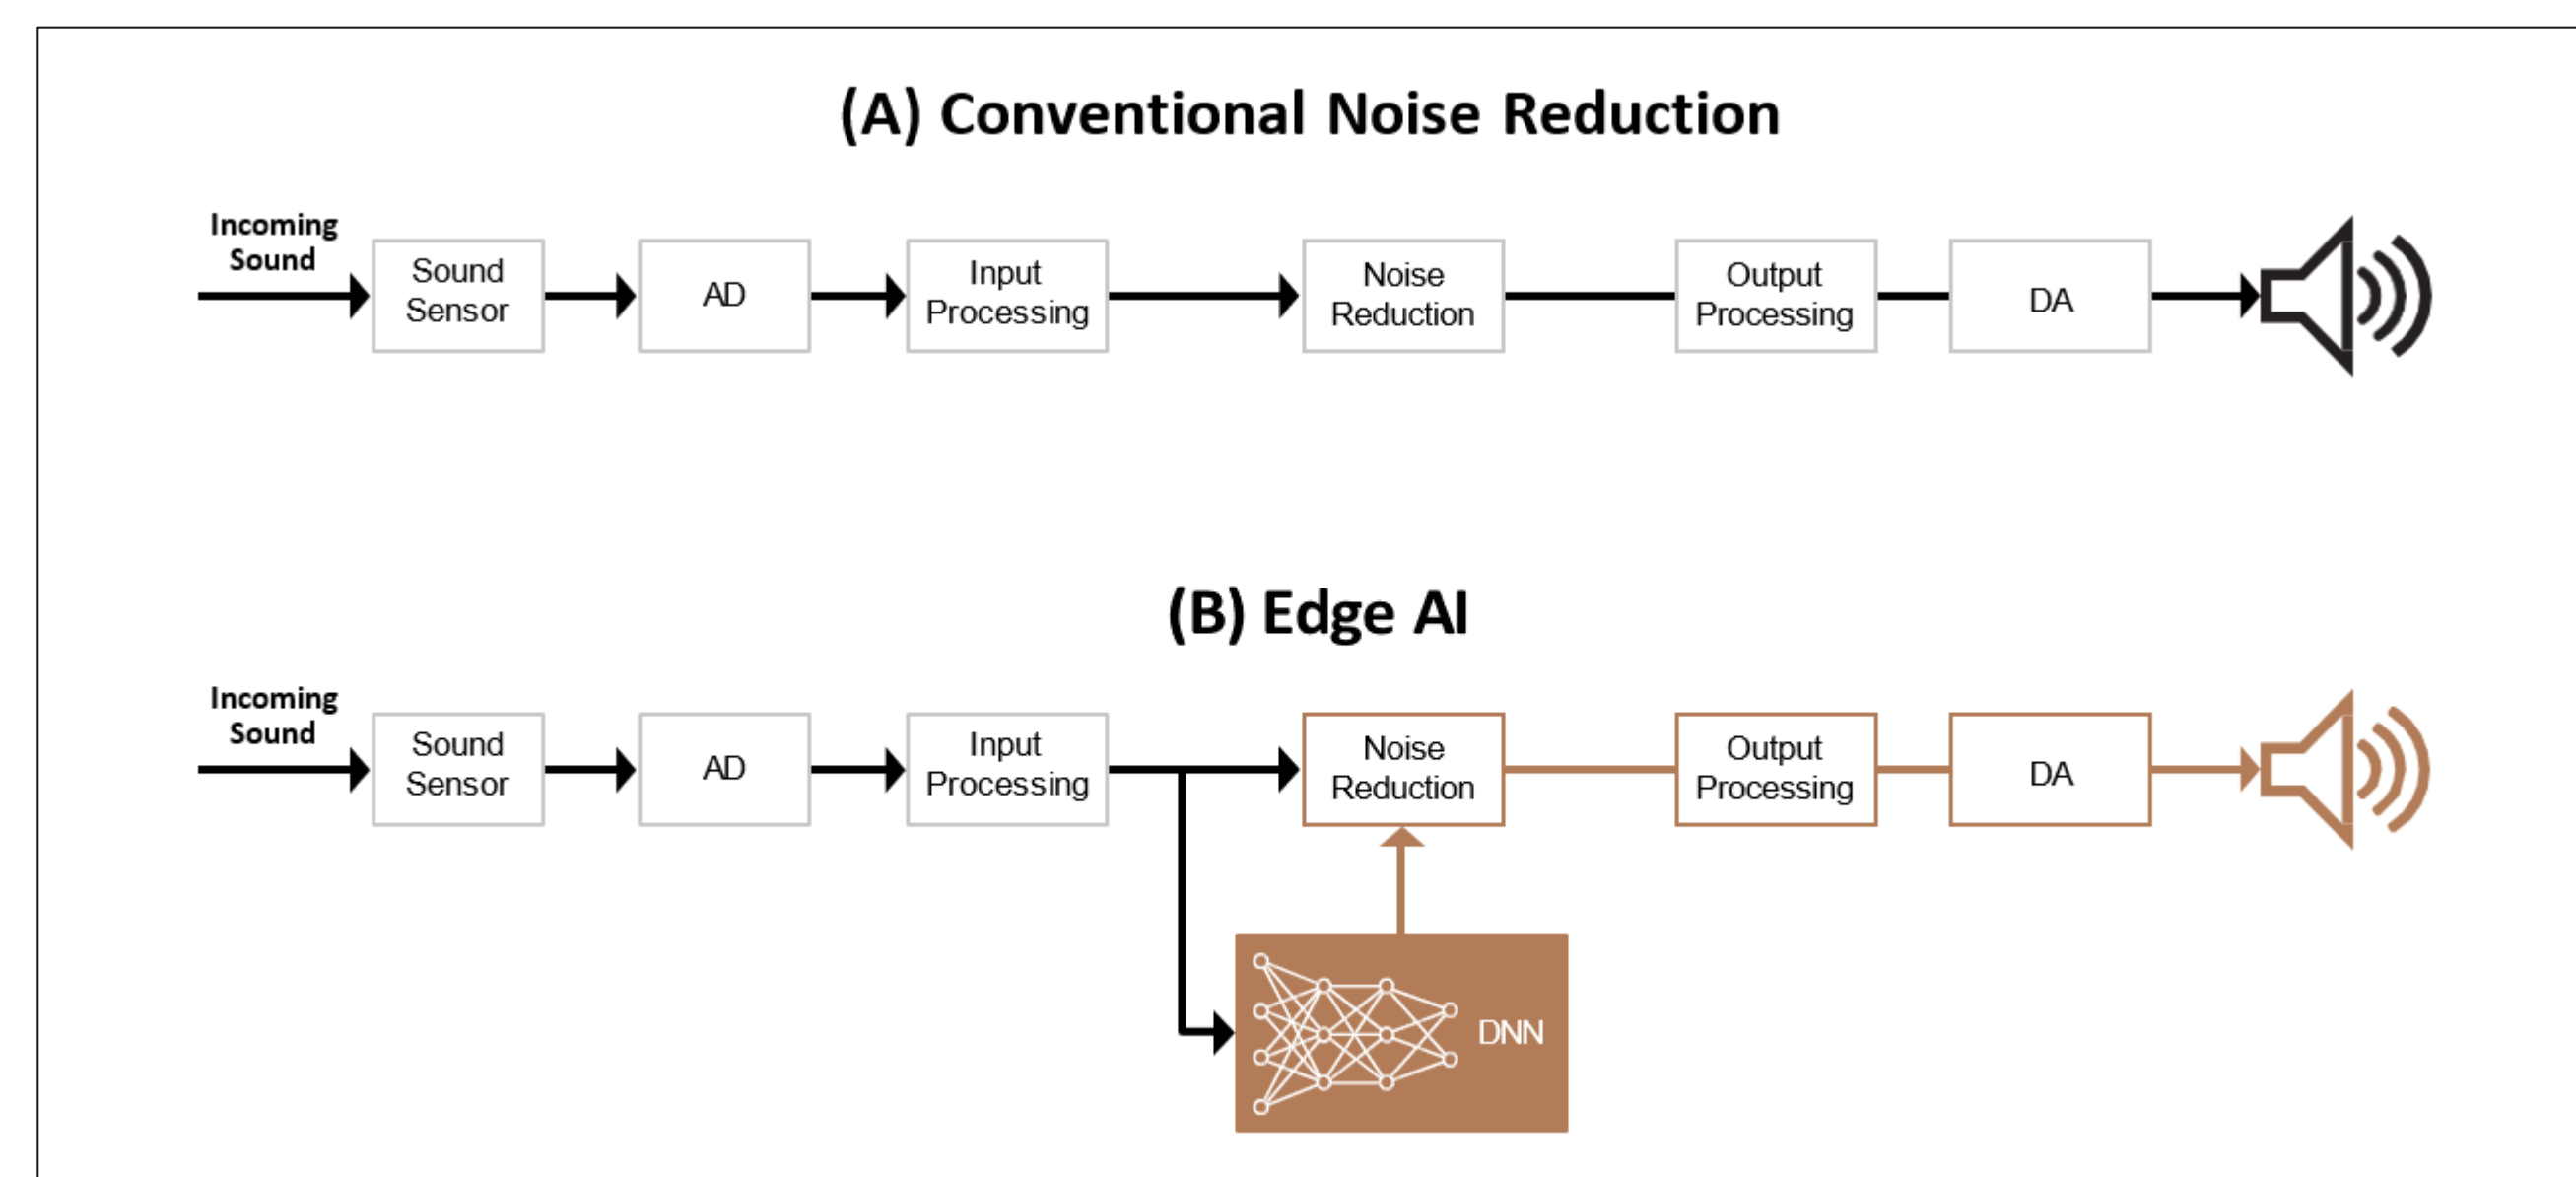 (A) Conventional Noise Reduction
Incoming
Sound
Sound
Sensor
AD
Input
Processing
Noise
Reduction
Output
Processing
DA
(B) Edge AI
Incoming
Sound
Sound
Sensor
AD
Input
Processing
Noise
Reduction
Output
Processing
DA
DNN